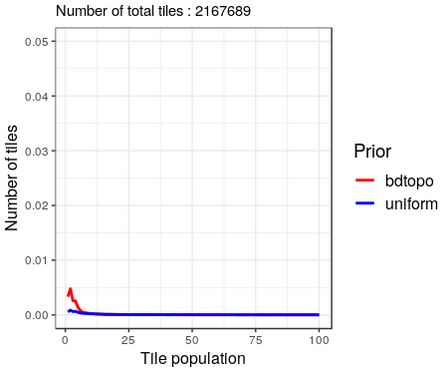 Number of total tiles : 2167689
0.05
0.04
0.03
0.02
0.01
0.00
Number of tiles
0 25 50 75 100
Tile population
Prior
bdtopo
uniform